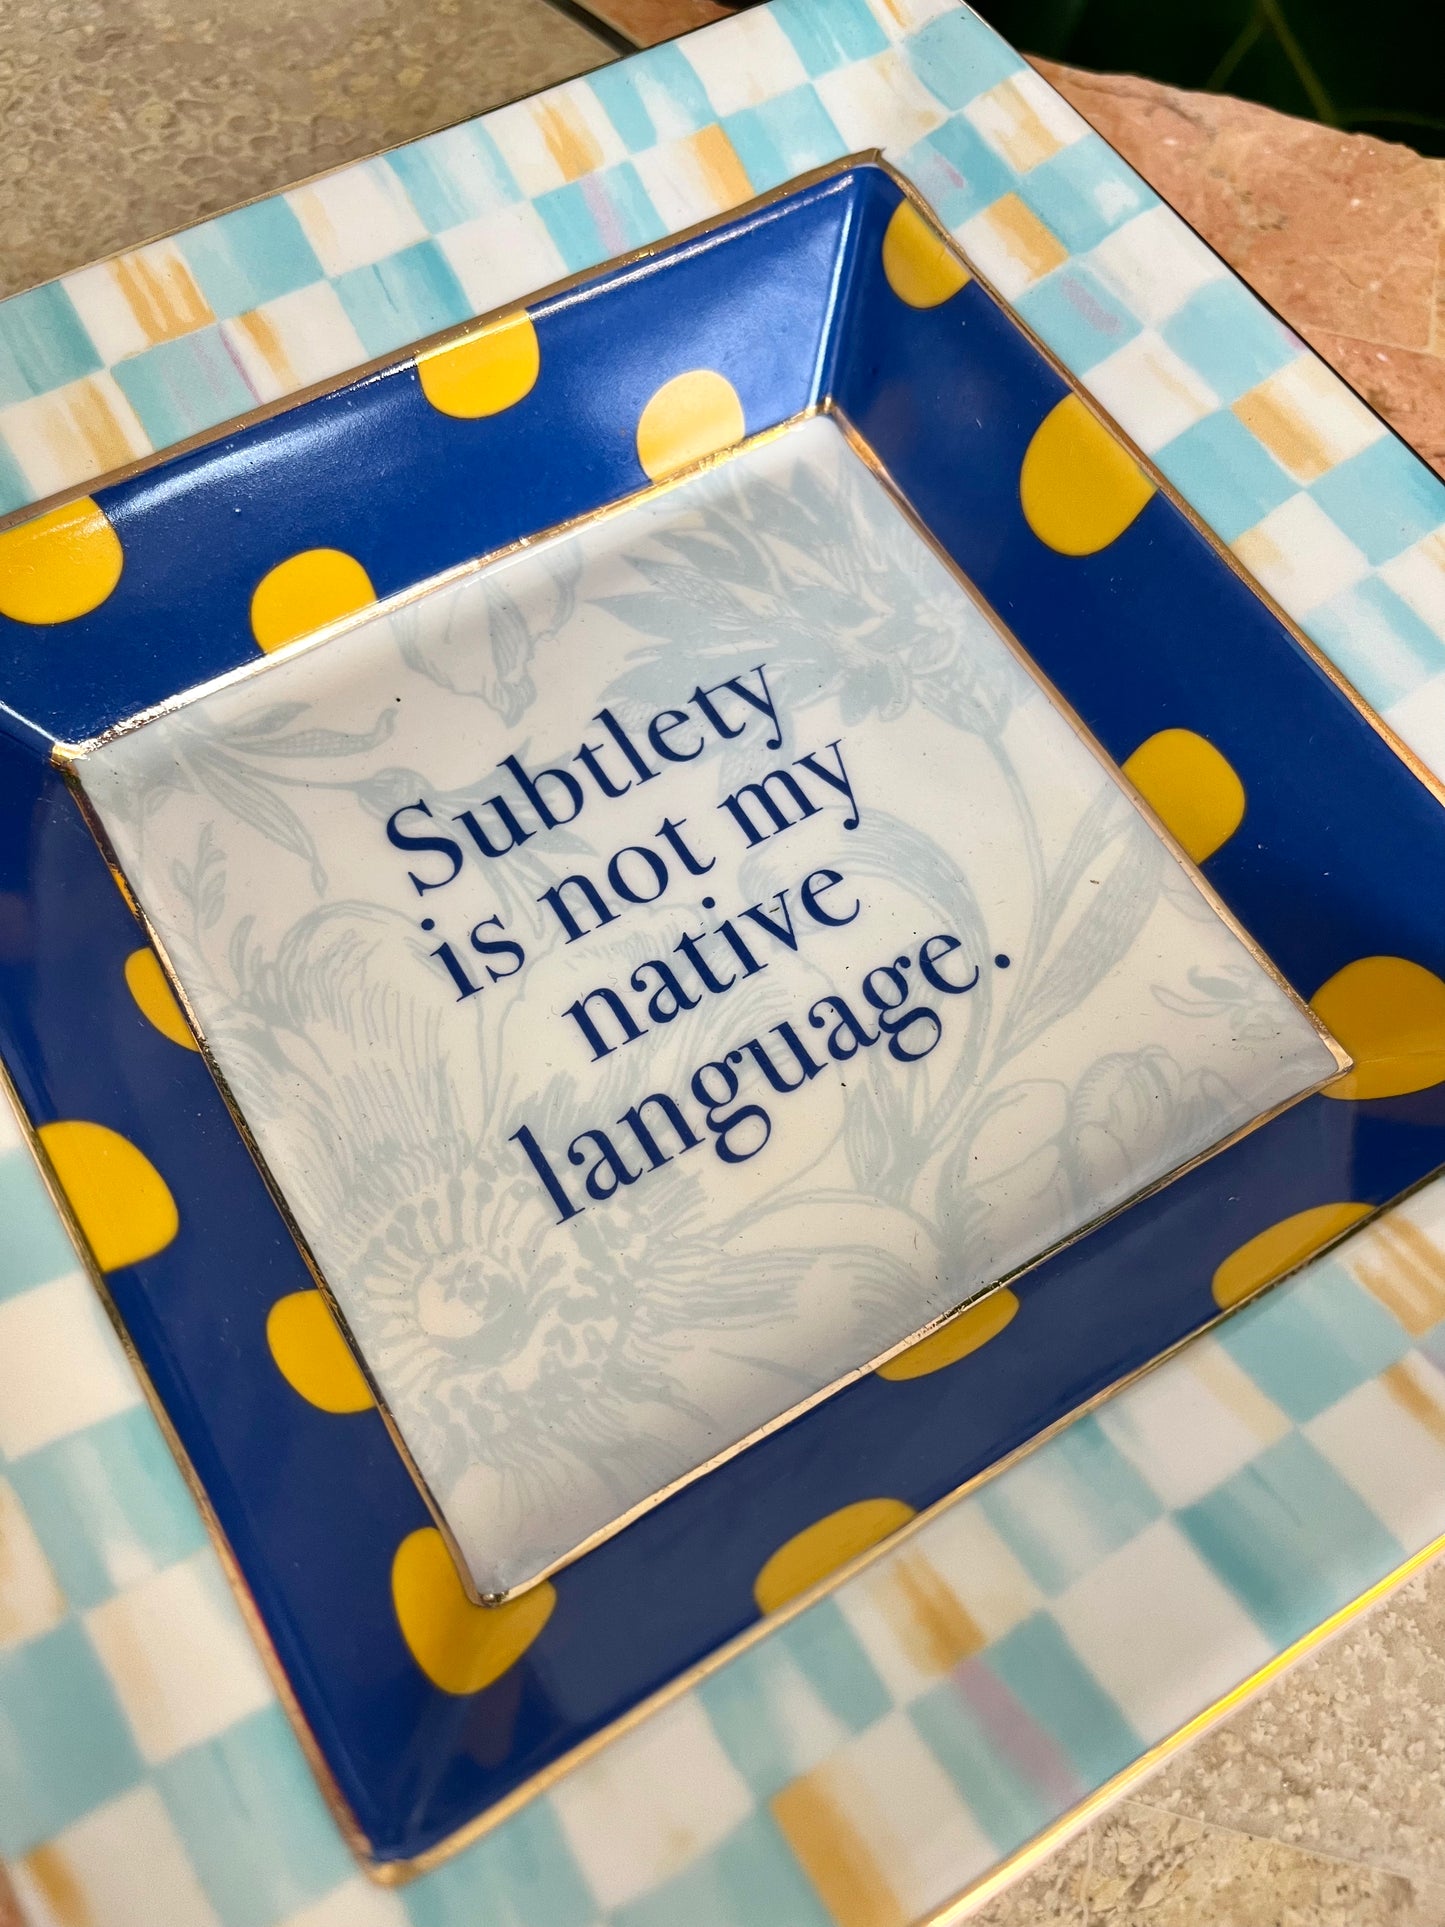 Subtlety
is not my
native
language.